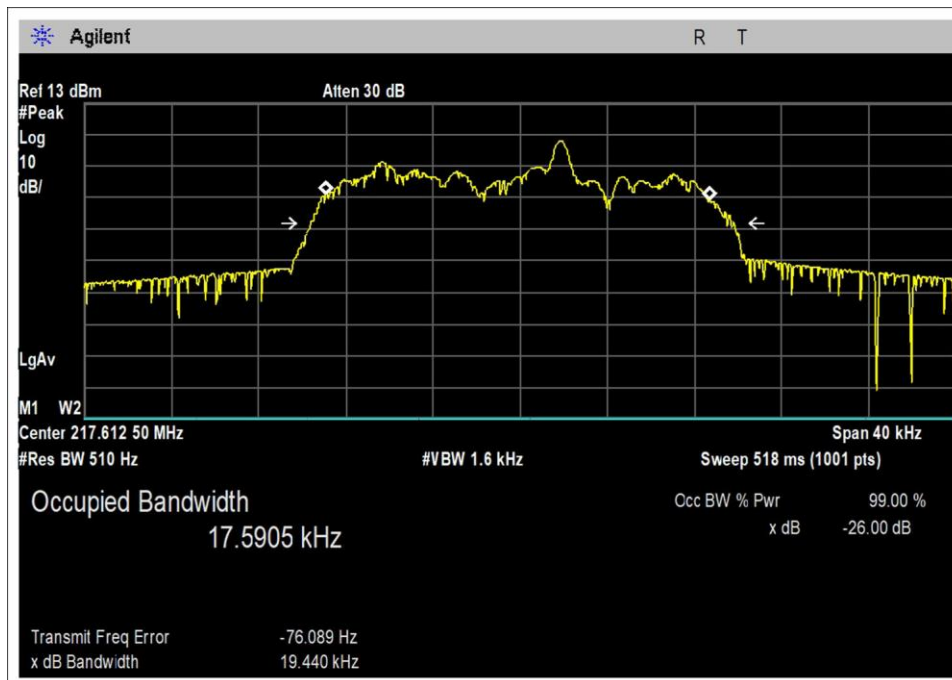 Agilent R T
Ref 13 dBm Atten 30 dB
#Peak
Log
10
dB/
LgAv
M1 W2
Center 217.612 50 MHz Span 40 kHz
#Res BW 510 Hz #VBW 1.6 kHz Sweep 518 ms (1001 pts)
Occupied Bandwidth Occ BW % Pwr 99.00 %
17.5905 kHz x dB -26.00 dB
Transmit Freq Error -76.089 Hz
x dB Bandwidth 19.440 kHz